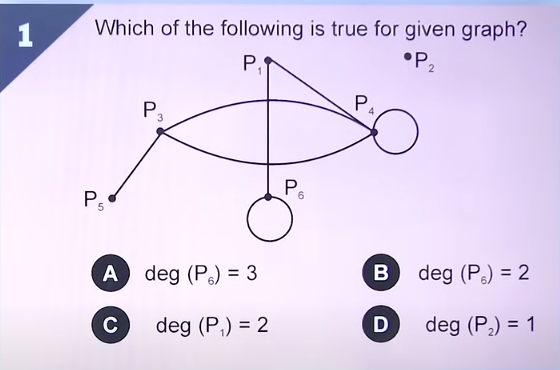 1
Which of the following is true for given graph?
P₁
P₂
P₃
P₄
P₅
P₆
A deg (P₆) = 3
B deg (P₆) = 2
C deg (P₁) = 2
D deg (P₂) = 1